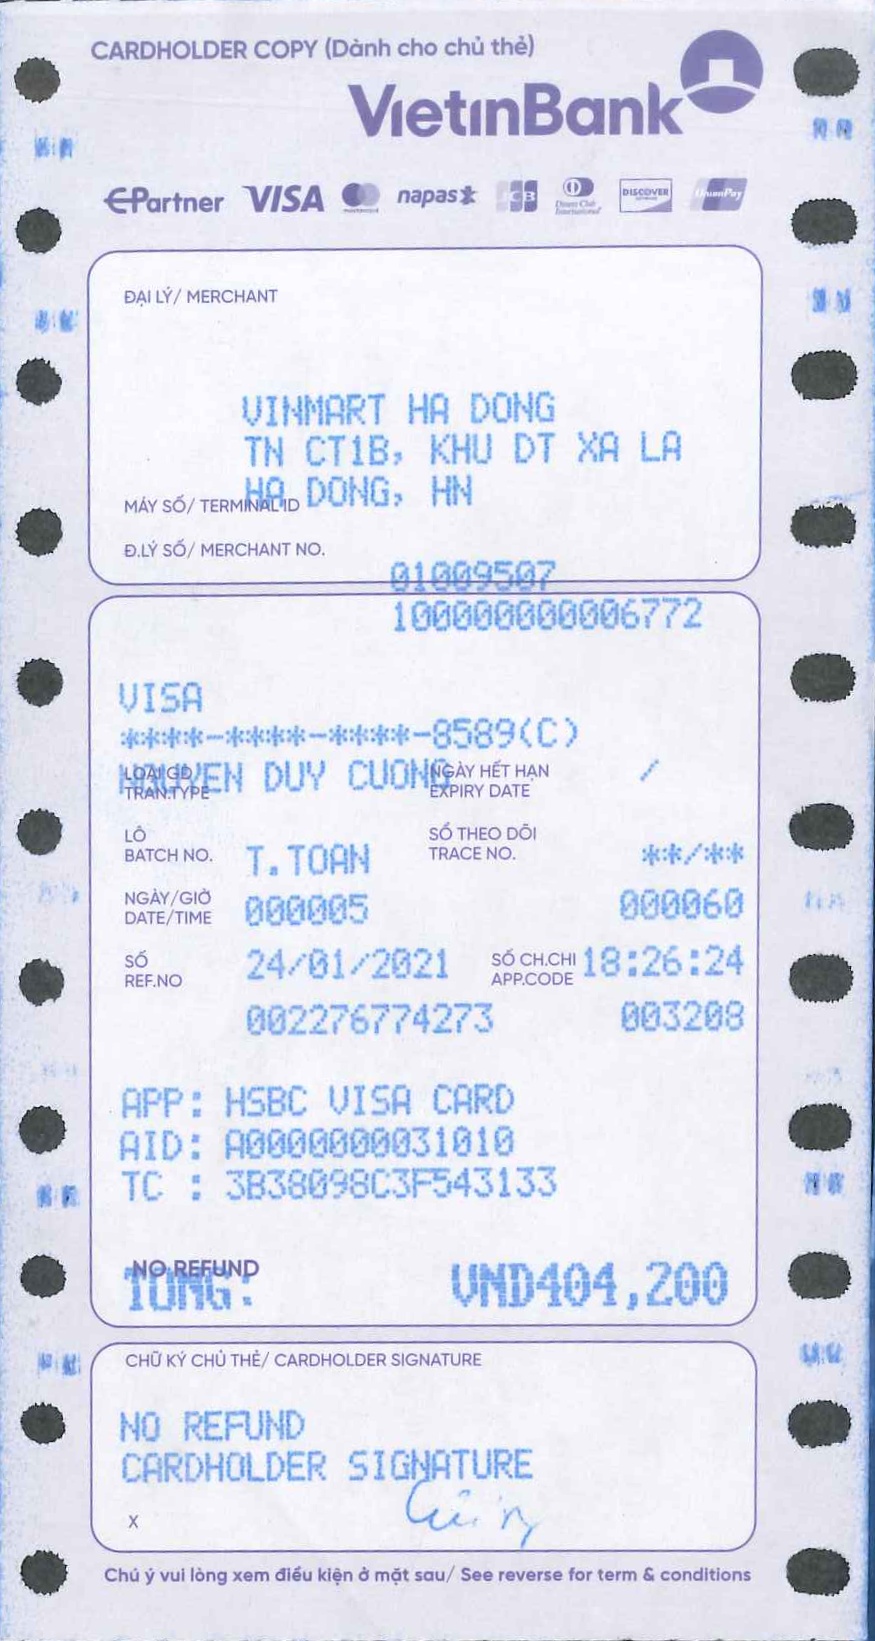 CARDHOLDER COPY (Dành cho chủ thẻ)
VietinBank
EPartner VISA mastercard napas JCB Diners Club International DISCOVER UnionPay
ĐẠI LÝ/ MERCHANT
VINMART HA DONG
TN CT1B, KHU DT XA LA
HA DONG, HN
MÁY SỐ/ TERMINAL ID
Đ.LÝ SỐ/ MERCHANT NO.
01009507
100000000006772
VISA
****-****-****-8589(C)
NGUYEN DUY CUONG /
LOẠI GD NGÀY HẾT HẠN
TRAN.TYPE EXPIRY DATE
LÔ SỐ THEO DÕI
BATCH NO. T.TOAN TRACE NO. **/**
NGÀY/GIỜ
DATE/TIME 000005 000060
SỐ 24/01/2021 SỐ CH.CHI 18:26:24
REF.NO APP.CODE
002276774273 003208
APP: HSBC VISA CARD
AID: A0000000031010
TC : 3B38098C3F543133
NO REFUND
TONG: VND404,200
CHỮ KÝ CHỦ THẺ/ CARDHOLDER SIGNATURE
NO REFUND
CARDHOLDER SIGNATURE
X
Chú ý vui lòng xem điều kiện ở mặt sau/ See reverse for term & conditions